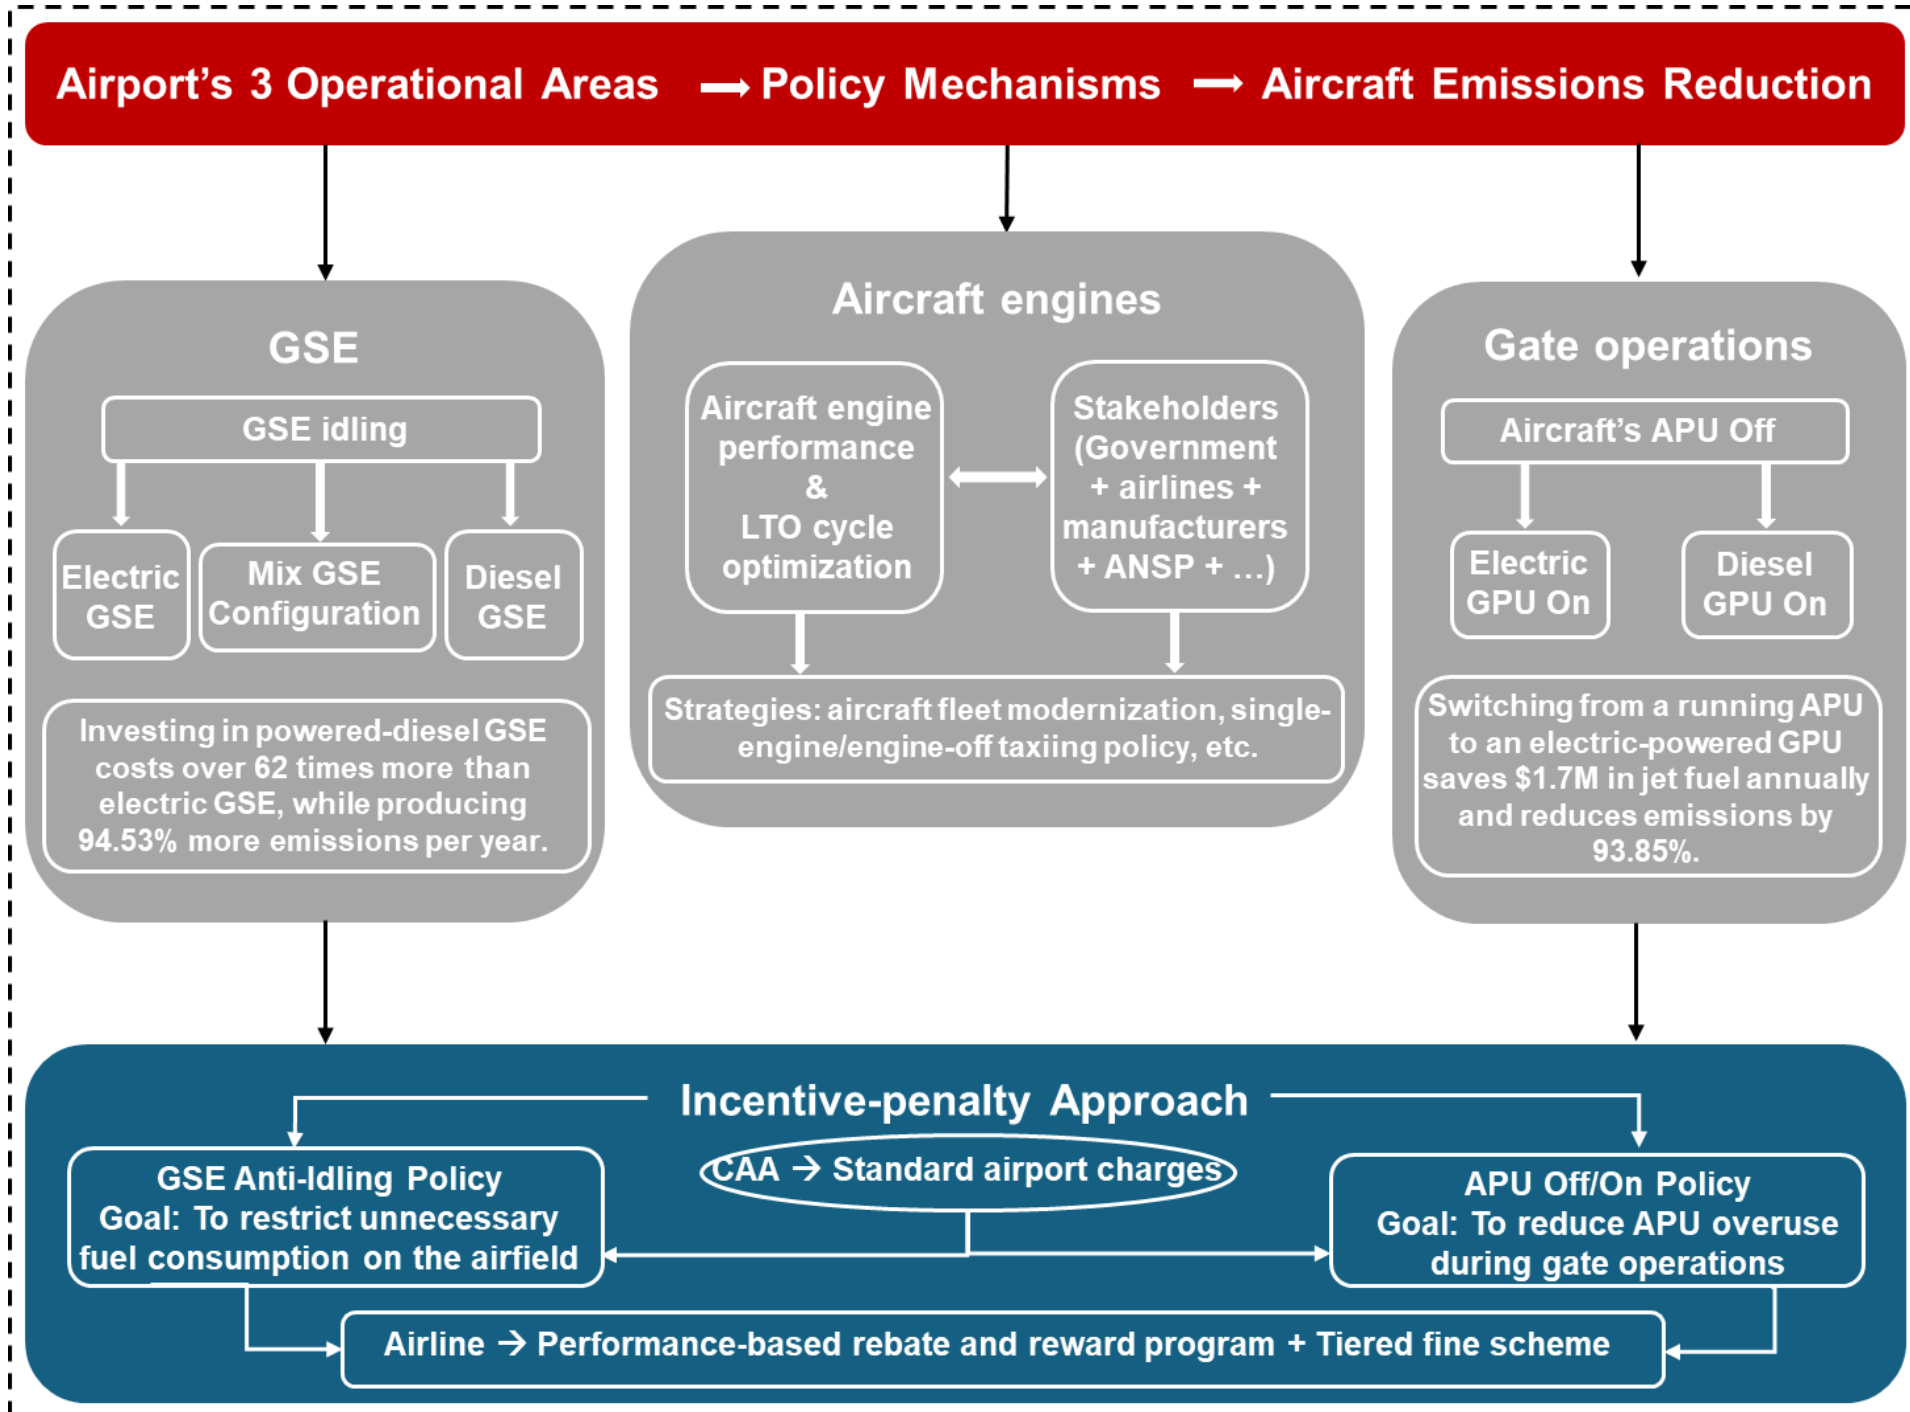 Airport's 3 Operational Areas → Policy Mechanisms → Aircraft Emissions Reduction
GSE
GSE idling
Electric
GSE
Mix GSE
Configuration
Diesel
GSE
Investing in powered-diesel GSE
costs over 62 times more than
electric GSE, while producing
94.53% more emissions per year.
Aircraft engines
Aircraft engine
performance
&
LTO cycle
optimization
Stakeholders
(Government
+ airlines +
manufacturers
+ ANSP + …)
Strategies: aircraft fleet modernization, single-
engine/engine-off taxiing policy, etc.
Gate operations
Aircraft's APU Off
Electric
GPU On
Diesel
GPU On
Switching from a running APU
to an electric-powered GPU
saves $1.7M in jet fuel annually
and reduces emissions by
93.85%.
Incentive-penalty Approach
CAA → Standard airport charges
GSE Anti-Idling Policy
Goal: To restrict unnecessary
fuel consumption on the airfield
APU Off/On Policy
Goal: To reduce APU overuse
during gate operations
Airline → Performance-based rebate and reward program + Tiered fine scheme